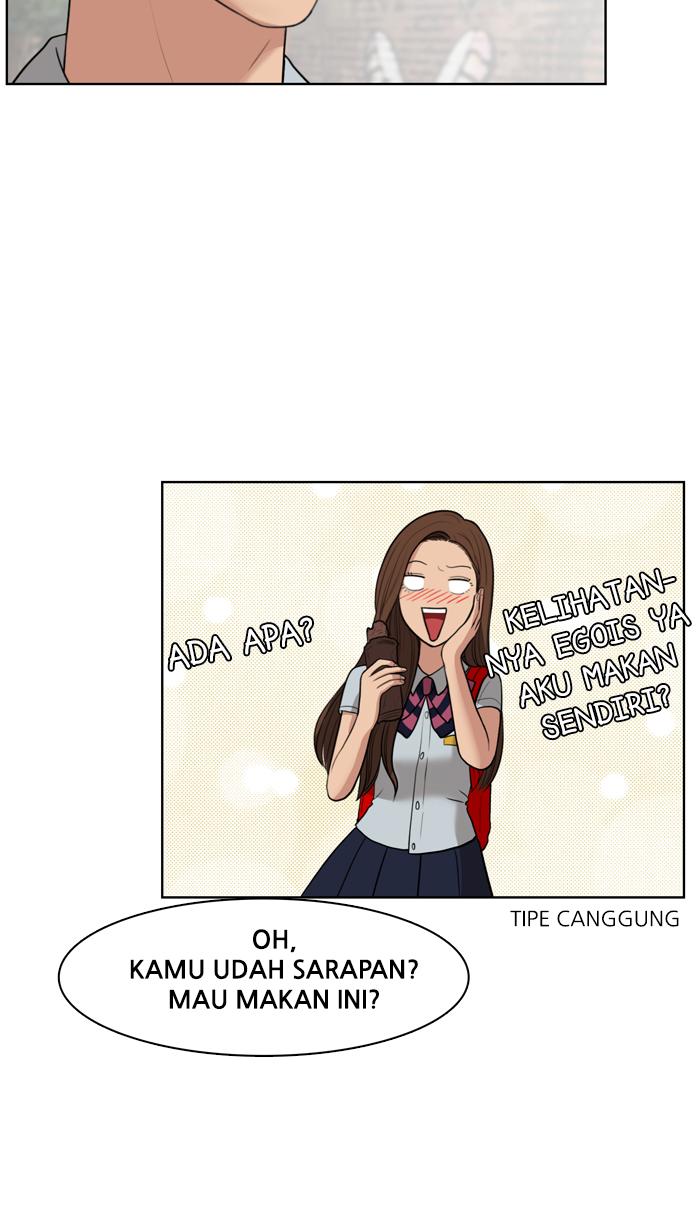 ADA APA?
KELIHATAN-
NYA EGOIS YA
AKU MAKAN
SENDIRI?
TIPE CANGGUNG
OH,
KAMU UDAH SARAPAN?
MAU MAKAN INI?